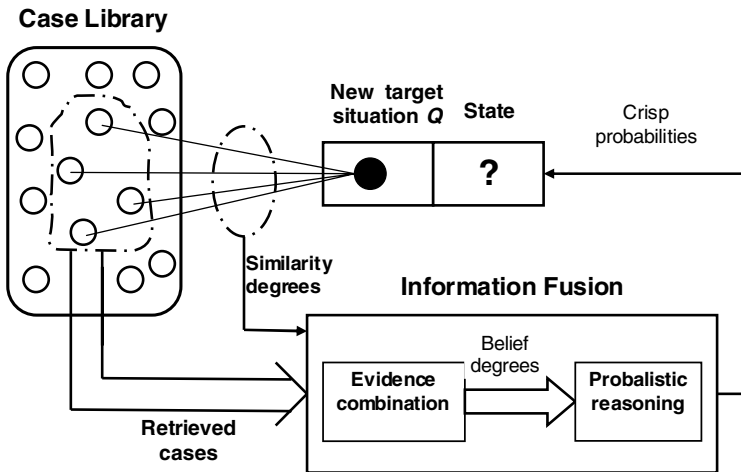 Case Library
New target
situation Q
State
?
Crisp
probabilities
Similarity
degrees
Information Fusion
Belief
degrees
Evidence
combination
Probalistic
reasoning
Retrieved
cases